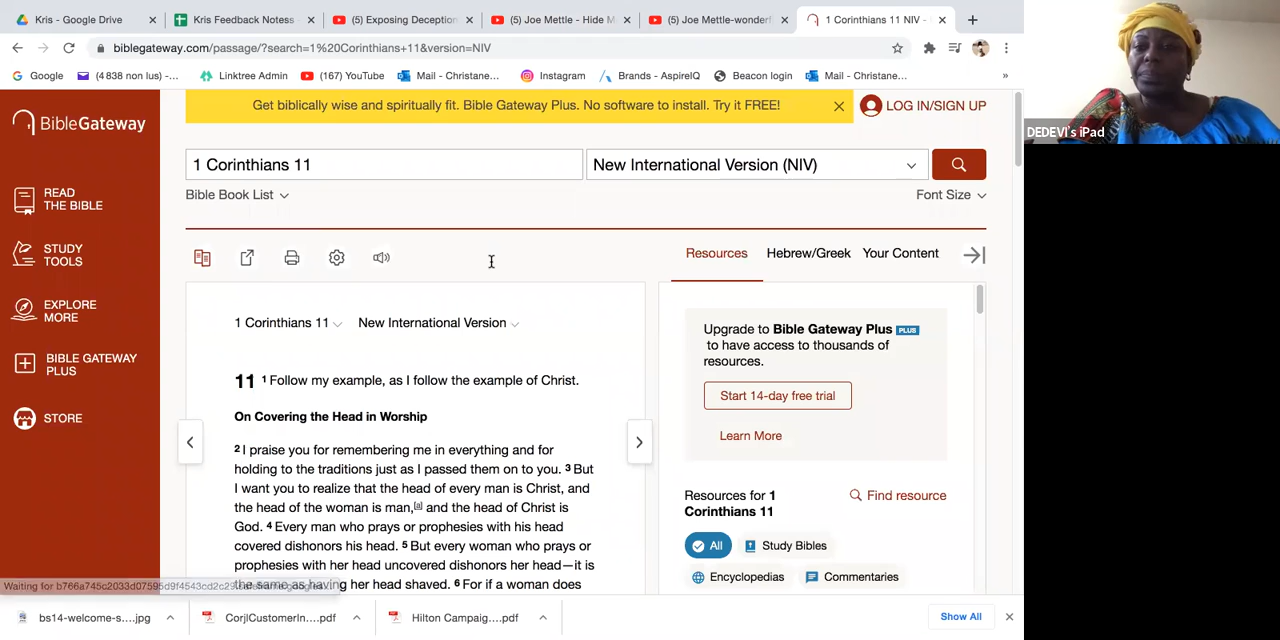 Kris - Google Drive
Kris Feedback Notess -
(5) Exposing Deception
(5) Joe Mettle - Hide M
(5) Joe Mettle-wonderf
1 Corinthians 11 NIV -
biblegateway.com/passage/?search=1%20Corinthians+11&version=NIV
Google
(4 838 non lus) -...
Linktree Admin
(167) YouTube
Mail - Christane...
Instagram
Brands - AspireIQ
Beacon login
Mail - Christane...
»
Get biblically wise and spiritually fit. Bible Gateway Plus. No software to install. Try it FREE!
LOG IN/SIGN UP
DEDEVI's iPad
BibleGateway
READ
THE BIBLE
STUDY
TOOLS
EXPLORE
MORE
BIBLE GATEWAY
PLUS
STORE
1 Corinthians 11
New International Version (NIV)
Bible Book List
Font Size
Resources
Hebrew/Greek
Your Content
1 Corinthians 11
New International Version
11 1 Follow my example, as I follow the example of Christ.
On Covering the Head in Worship
2 I praise you for remembering me in everything and for
holding to the traditions just as I passed them on to you. 3 But
I want you to realize that the head of every man is Christ, and
the head of the woman is man,[a] and the head of Christ is
God. 4 Every man who prays or prophesies with his head
covered dishonors his head. 5 But every woman who prays or
prophesies with her head uncovered dishonors her head—it is
the same as having her head shaved. 6 For if a woman does
Upgrade to Bible Gateway Plus PLUS
to have access to thousands of
resources.
Start 14-day free trial
Learn More
Resources for 1
Corinthians 11
Find resource
All
Study Bibles
Encyclopedias
Commentaries
Waiting for
bs14-welcome-s....jpg
CorjlCustomerIn....pdf
Hilton Campaig....pdf
Show All